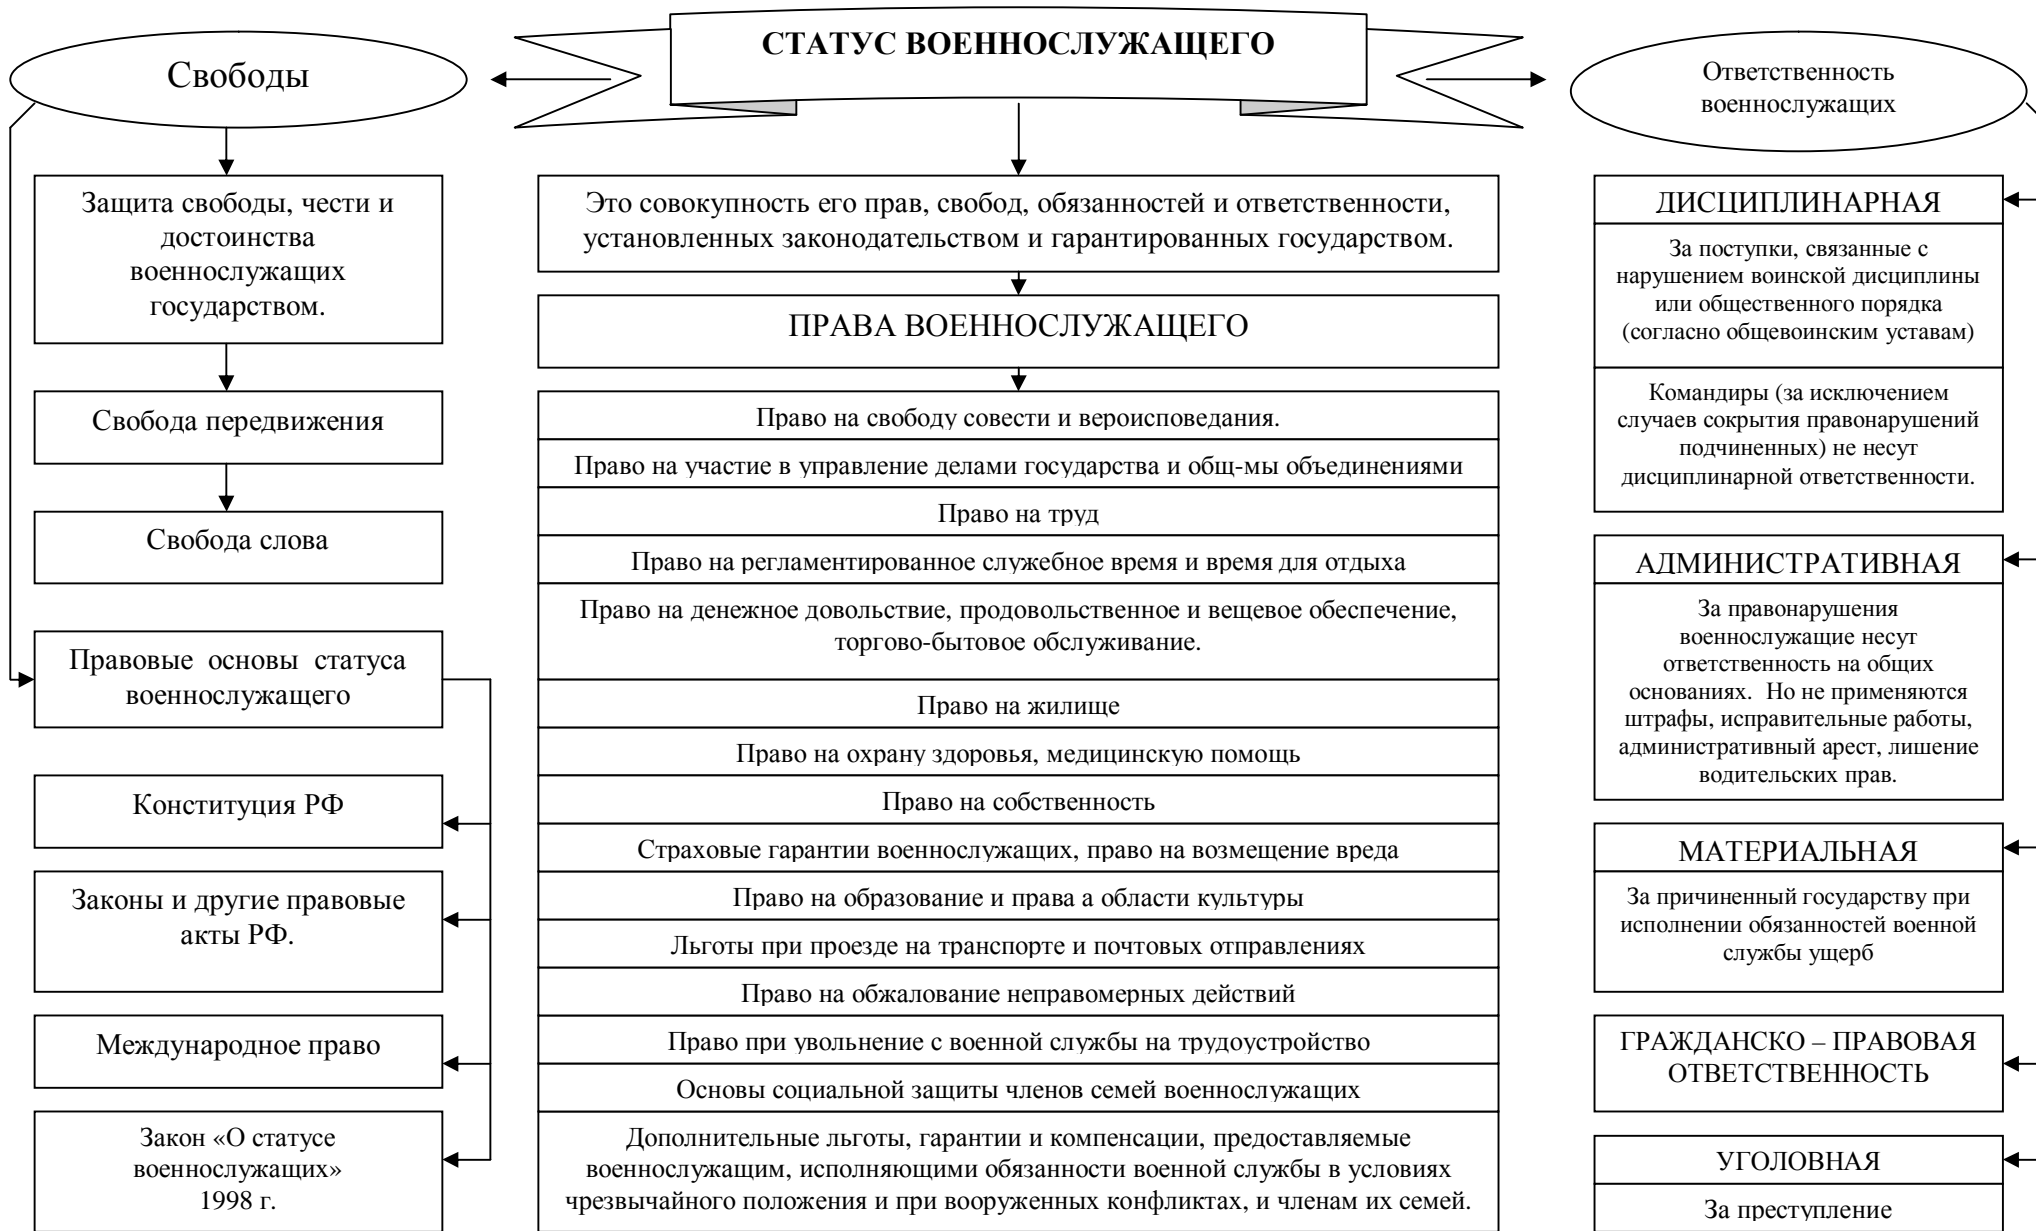 СТАТУС ВОЕННОСЛУЖАЩЕГО
Свободы
Защита свободы, чести и
достоинства
военнослужащих
государством.
Свобода передвижения
Свобода слова
Правовые основы статуса
военнослужащего
Конституция РФ
Законы и другие правовые
акты РФ.
Международное право
Закон «О статусе
военнослужащих»
1998 г.
Это совокупность его прав, свобод, обязанностей и ответственности,
установленных законодательством и гарантированных государством.
ПРАВА ВОЕННОСЛУЖАЩЕГО
Право на свободу совести и вероисповедания.
Право на участие в управление делами государства и общ-мы объединениями
Право на труд
Право на регламентированное служебное время и время для отдыха
Право на денежное довольствие, продовольственное и вещевое обеспечение,
торгово-бытовое обслуживание.
Право на жилище
Право на охрану здоровья, медицинскую помощь
Право на собственность
Страховые гарантии военнослужащих, право на возмещение вреда
Право на образование и права а области культуры
Льготы при проезде на транспорте и почтовых отправлениях
Право на обжалование неправомерных действий
Право при увольнение с военной службы на трудоустройство
Основы социальной защиты членов семей военнослужащих
Дополнительные льготы, гарантии и компенсации, предоставляемые
военнослужащим, исполняющими обязанности военной службы в условиях
чрезвычайного положения и при вооруженных конфликтах, и членам их семей.
Ответственность
военнослужащих
ДИСЦИПЛИНАРНАЯ
За поступки, связанные с
нарушением воинской дисциплины
или общественного порядка
(согласно общевоинским уставам)
Командиры (за исключением
случаев сокрытия правонарушений
подчиненных) не несут
дисциплинарной ответственности.
АДМИНИСТРАТИВНАЯ
За правонарушения
военнослужащие несут
ответственность на общих
основаниях. Но не применяются
штрафы, исправительные работы,
административный арест, лишение
водительских прав.
МАТЕРИАЛЬНАЯ
За причиненный государству при
исполнении обязанностей военной
службы ущерб
ГРАЖДАНСКО – ПРАВОВАЯ
ОТВЕТСТВЕННОСТЬ
УГОЛОВНАЯ
За преступление